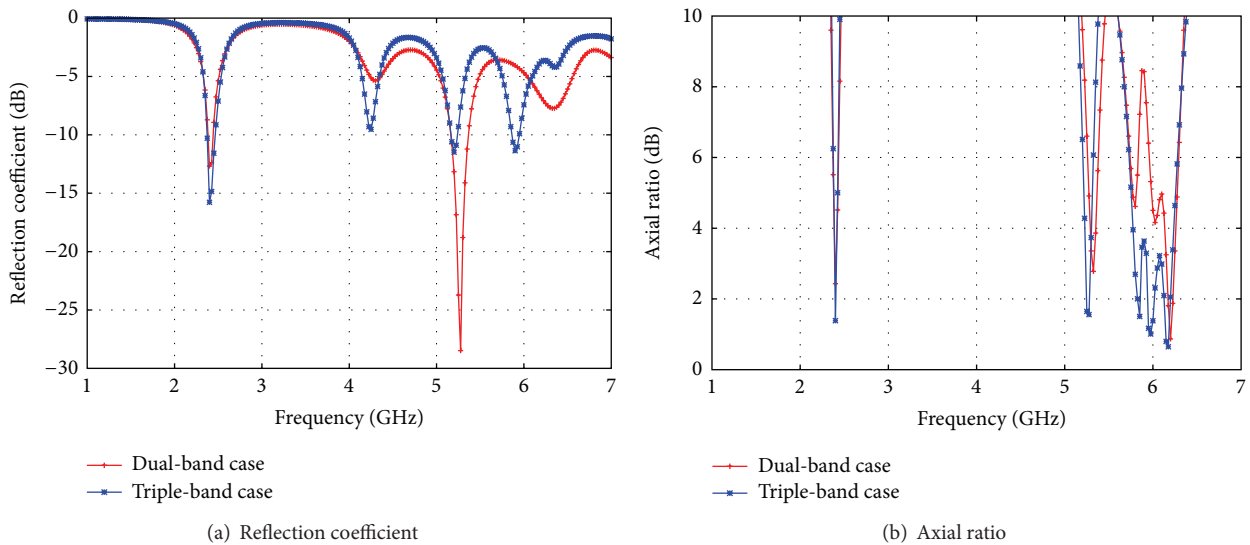 0
−5
−10
−15
−20
−25
−30
Reflection coefficient (dB)
1 2 3 4 5 6 7
Frequency (GHz)
Dual-band case
Triple-band case
(a) Reflection coefficient
10
8
6
4
2
0
Axial ratio (dB)
1 2 3 4 5 6 7
Frequency (GHz)
Dual-band case
Triple-band case
(b) Axial ratio